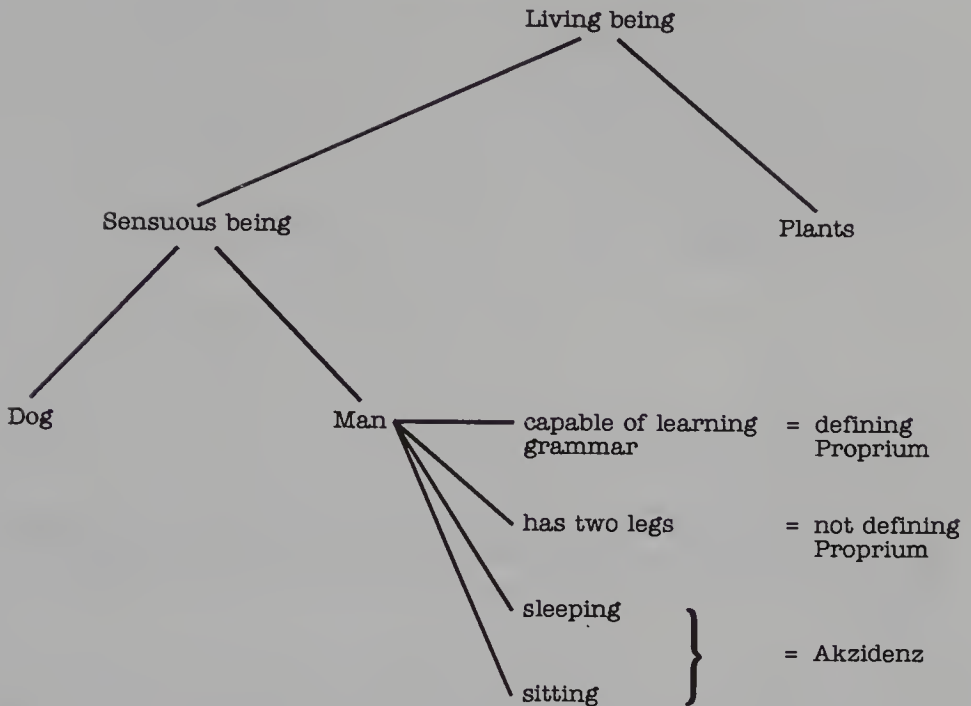 Living being
Sensuous being
Plants
Dog
Man
capable of learning = defining
grammar Proprium
has two legs = not defining
Proprium
sleeping
= Akzidenz
sitting